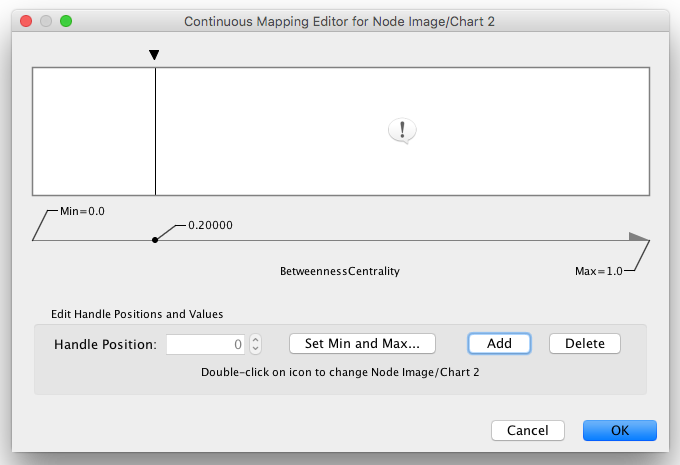 Continuous Mapping Editor for Node Image/Chart 2
!
Min=0.0
0.20000
BetweennessCentrality
Max=1.0
Edit Handle Positions and Values
Handle Position: 0 Set Min and Max... Add Delete
Double-click on icon to change Node Image/Chart 2
Cancel OK